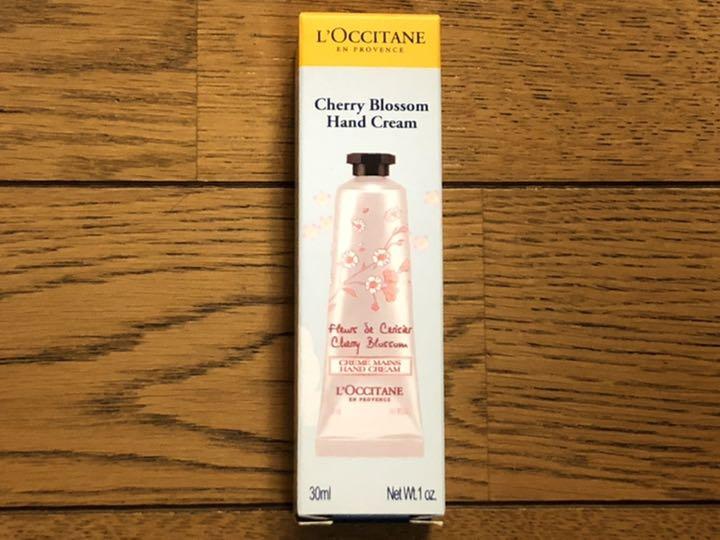 L'OCCITANE
EN PROVENCE
Cherry Blossom
Hand Cream
Fleurs de Cerisier
Cherry Blossom
CRÈME MAINS
HAND CREAM
L'OCCITANE
EN PROVENCE
30ml Net Wt.1 oz.